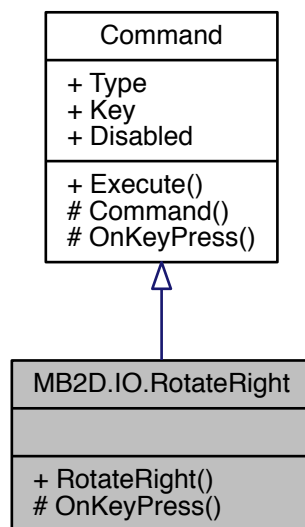 Command
+ Type
+ Key
+ Disabled
+ Execute()
# Command()
# OnKeyPress()
MB2D.IO.RotateRight
+ RotateRight()
# OnKeyPress()